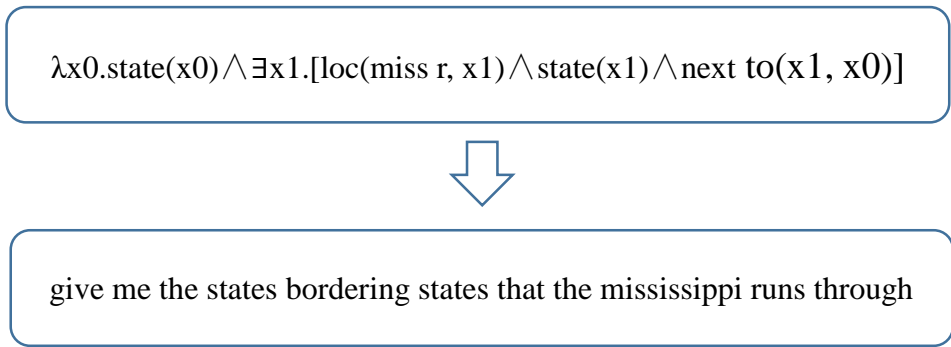 λx0.state(x0)∧∃x1.[loc(miss r, x1)∧state(x1)∧next to(x1, x0)]
give me the states bordering states that the mississippi runs through